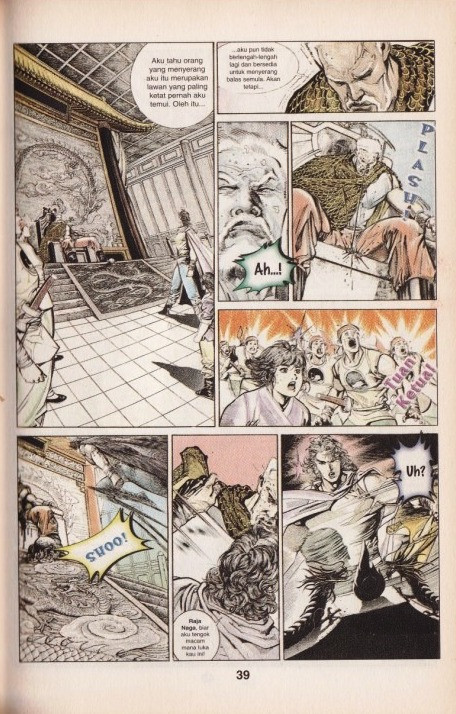 Aku tahu orang
yang menyerang
aku itu merupakan
lawan yang paling
ketat pernah aku
temui. Oleh itu...
...aku pun tidak
berlengah-lengah
lagi dan bersedia
untuk menyerang
balas semula. Akan
tetapi...
Ah...!
PLASH!
Tuan
Ketua!
SHOO!
Raja
Naga, biar
aku tengok
macam
mana luka
kau ini!
Uh?
39